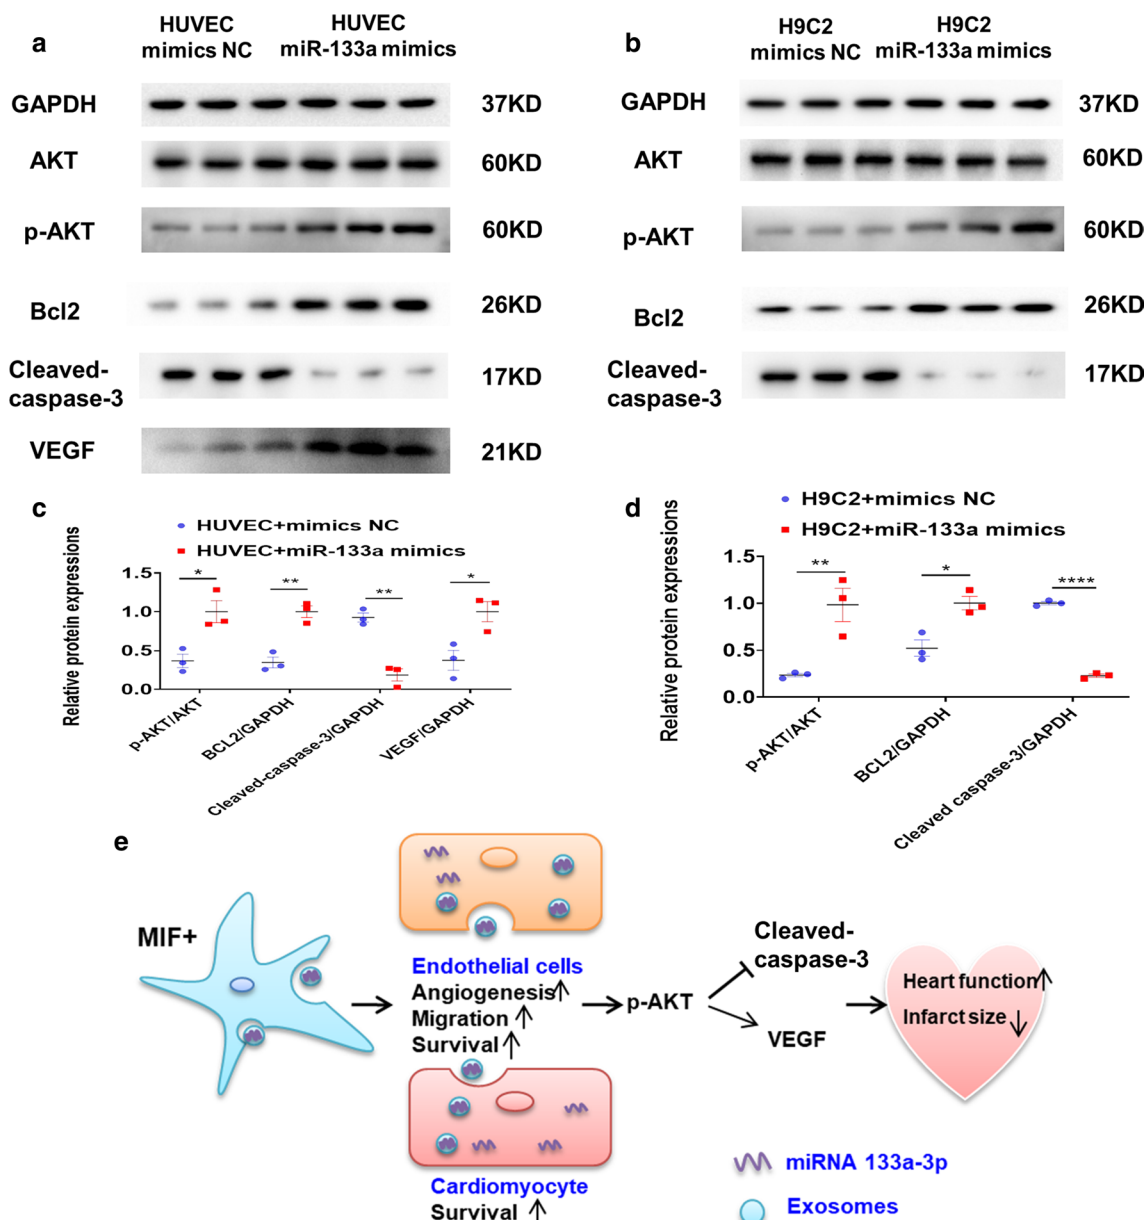 a
HUVEC
mimics NC
HUVEC
miR-133a mimics
GAPDH
37KD
AKT
60KD
p-AKT
60KD
Bcl2
26KD
Cleaved-
caspase-3
17KD
VEGF
21KD
b
H9C2
mimics NC
H9C2
miR-133a mimics
GAPDH
37KD
AKT
60KD
p-AKT
60KD
Bcl2
26KD
Cleaved-
caspase-3
17KD
c
HUVEC+mimics NC
HUVEC+miR-133a mimics
Relative protein expressions
1.5
1.0
0.5
0.0
*
**
**
*
p-AKT/AKT
BCL2/GAPDH
Cleaved-caspase-3/GAPDH
VEGF/GAPDH
d
H9C2+mimics NC
H9C2+miR-133a mimics
Relative protein expressions
1.5
1.0
0.5
0.0
**
*
****
p-AKT/AKT
BCL2/GAPDH
Cleaved caspase-3/GAPDH
e
MIF+
Endothelial cells
Angiogenesis↑
Migration ↑
Survival ↑
Cardiomyocyte
Survival ↑
p-AKT
Cleaved-
caspase-3
VEGF
Heart function↑
Infarct size ↓
miRNA 133a-3p
Exosomes